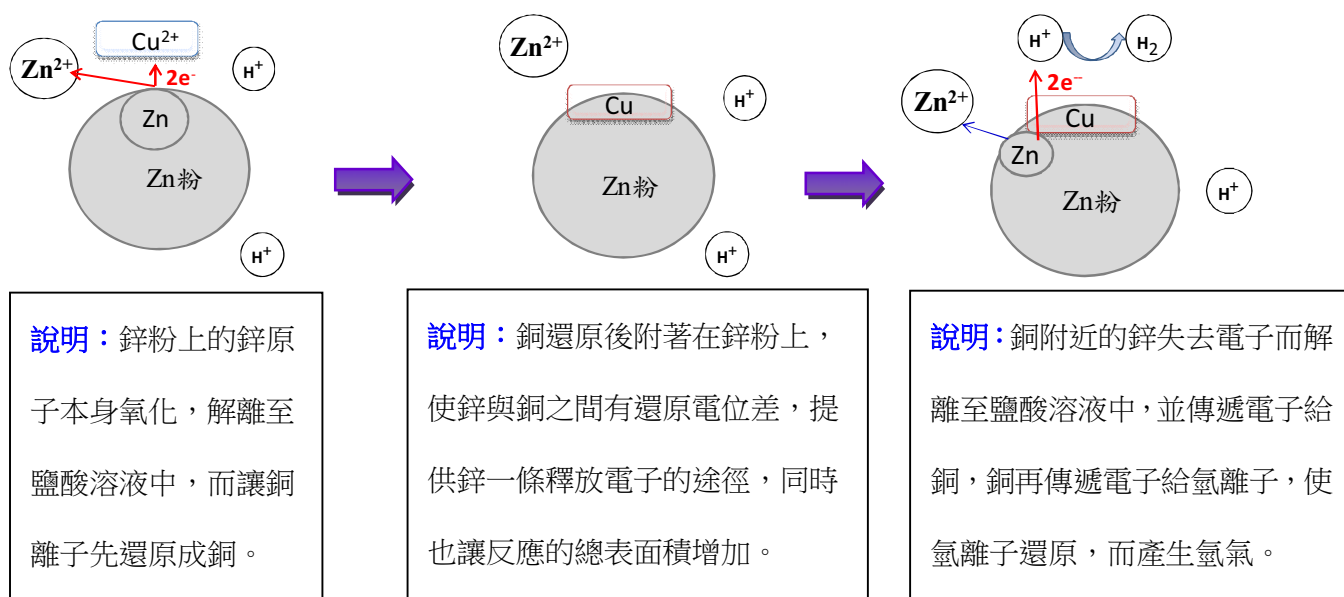 Cu²⁺
Zn²⁺
2e⁻
H⁺
Zn
Zn粉
H⁺
Zn²⁺
Cu
H⁺
Zn粉
H⁺
H⁺
H₂
2e⁻
Zn²⁺
Cu
Zn
H⁺
Zn粉
說明：鋅粉上的鋅原
子本身氧化，解離至
鹽酸溶液中，而讓銅
離子先還原成銅。
說明：銅還原後附著在鋅粉上，
使鋅與銅之間有還原電位差，提
供鋅一條釋放電子的途徑，同時
也讓反應的總表面積增加。
說明：銅附近的鋅失去電子而解
離至鹽酸溶液中，並傳遞電子給
銅，銅再傳遞電子給氫離子，使
氫離子還原，而產生氫氣。